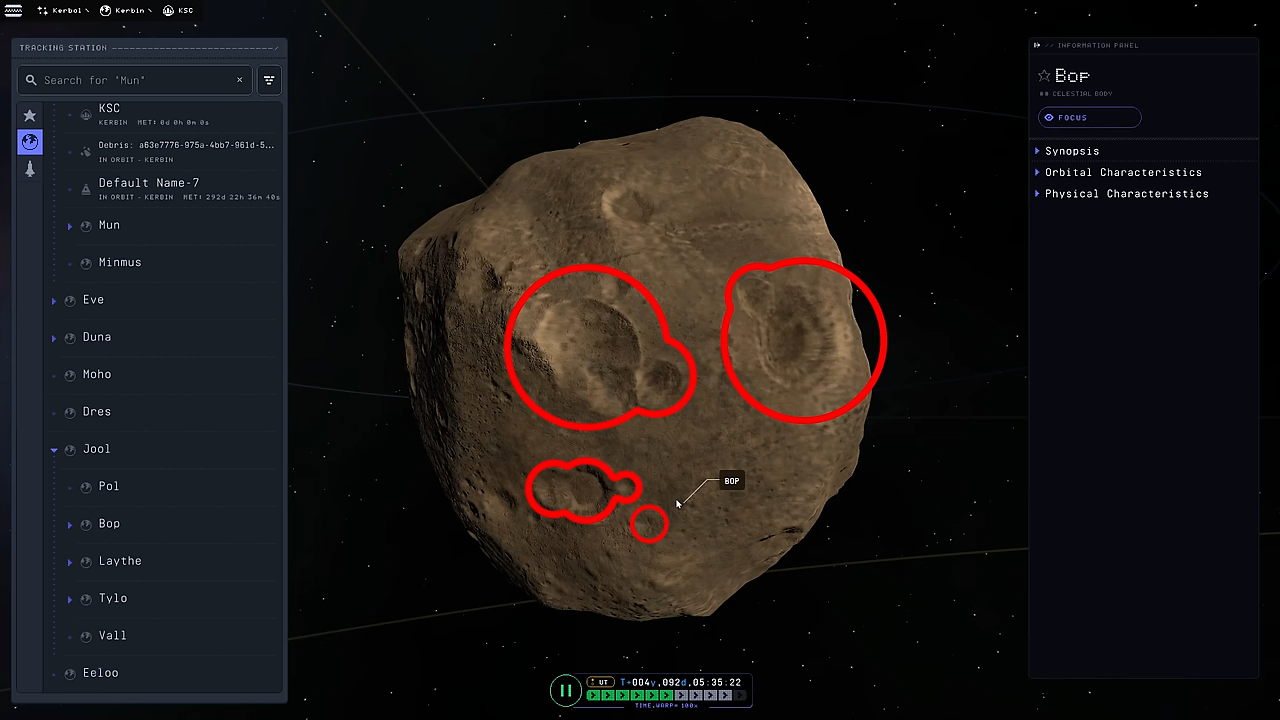 Kerbol
Kerbin
KSC
TRACKING STATION
Search for "Mun"
KSC
KERBIN MET: 0d 0h 0m 0s
Debris: a63e7776-975a-4bb7-961d-5...
IN ORBIT - KERBIN
Default Name-7
IN ORBIT - KERBIN MET: 292d 22h 36m 40s
Mun
Minmus
Eve
Duna
Moho
Dres
Jool
Pol
Bop
Laythe
Tylo
Vall
Eeloo
BOP
UT T+004y,092d,05:35:22
TIME WARP= 100x
// INFORMATION PANEL
Bop
CELESTIAL BODY
FOCUS
Synopsis
Orbital Characteristics
Physical Characteristics